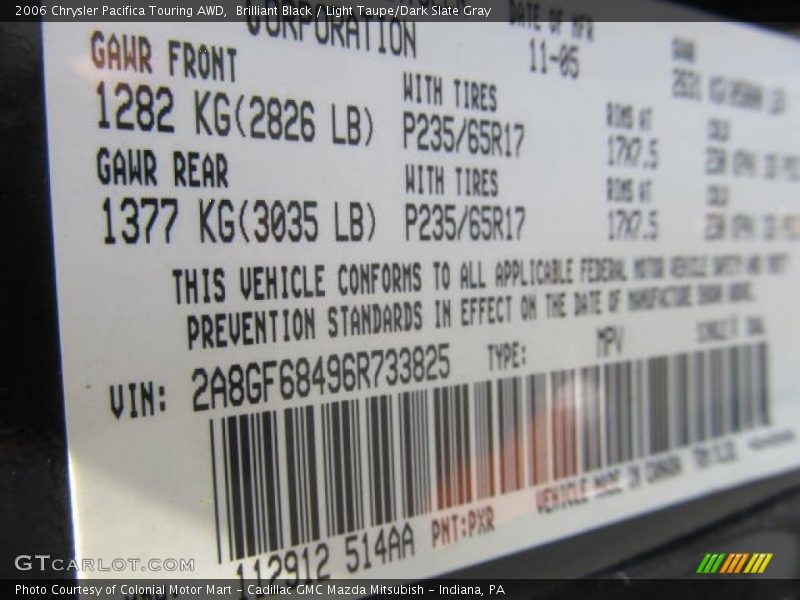 2006 Chrysler Pacifica Touring AWD,  Brilliant Black / Light Taupe/Dark Slate Gray
CORPORATION
DATE OF MFR
11-05
GAWR FRONT
1282 KG(2826 LB)
WITH TIRES
P235/65R17
RIMS AT
17X7.5
COLD
GAWR REAR
1377 KG(3035 LB)
WITH TIRES
P235/65R17
RIMS AT
17X7.5
COLD
THIS VEHICLE CONFORMS TO ALL APPLICABLE FEDERAL MOTOR VEHICLE SAFETY AND THEFT
PREVENTION STANDARDS IN EFFECT ON THE DATE OF MANUFACTURE SHOWN ABOVE.
VIN: 2A8GF68496R733825 TYPE: MPV
VEHICLE MADE IN CANADA
112912 514AA PNT:PXR
GTCARLOT.COM
Photo Courtesy of Colonial Motor Mart - Cadillac GMC Mazda Mitsubish - Indiana, PA